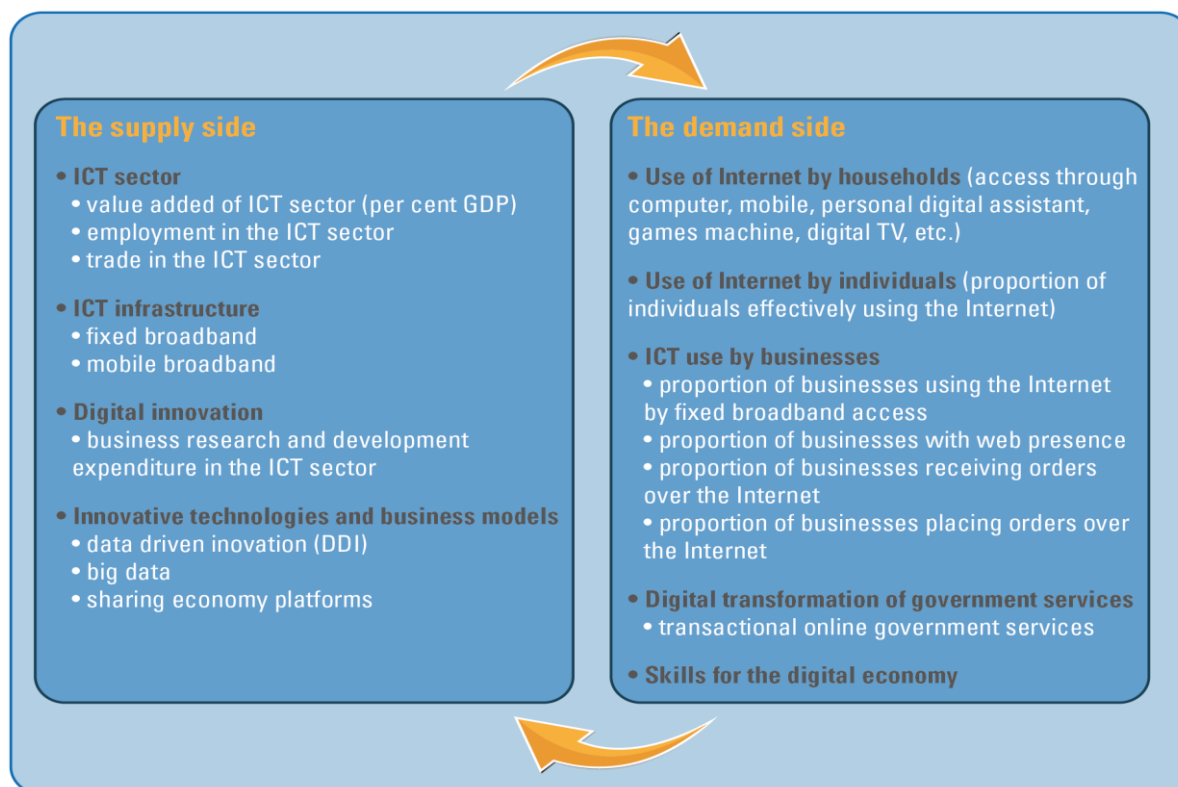 The supply side
• ICT sector
• value added of ICT sector (per cent GDP)
• employment in the ICT sector
• trade in the ICT sector
• ICT infrastructure
• fixed broadband
• mobile broadband
• Digital innovation
• business research and development
expenditure in the ICT sector
• Innovative technologies and business models
• data driven inovation (DDI)
• big data
• sharing economy platforms
The demand side
• Use of Internet by households (access through
computer, mobile, personal digital assistant,
games machine, digital TV, etc.)
• Use of Internet by individuals (proportion of
individuals effectively using the Internet)
• ICT use by businesses
• proportion of businesses using the Internet
by fixed broadband access
• proportion of businesses with web presence
• proportion of businesses receiving orders
over the Internet
• proportion of businesses placing orders over
the Internet
• Digital transformation of government services
• transactional online government services
• Skills for the digital economy